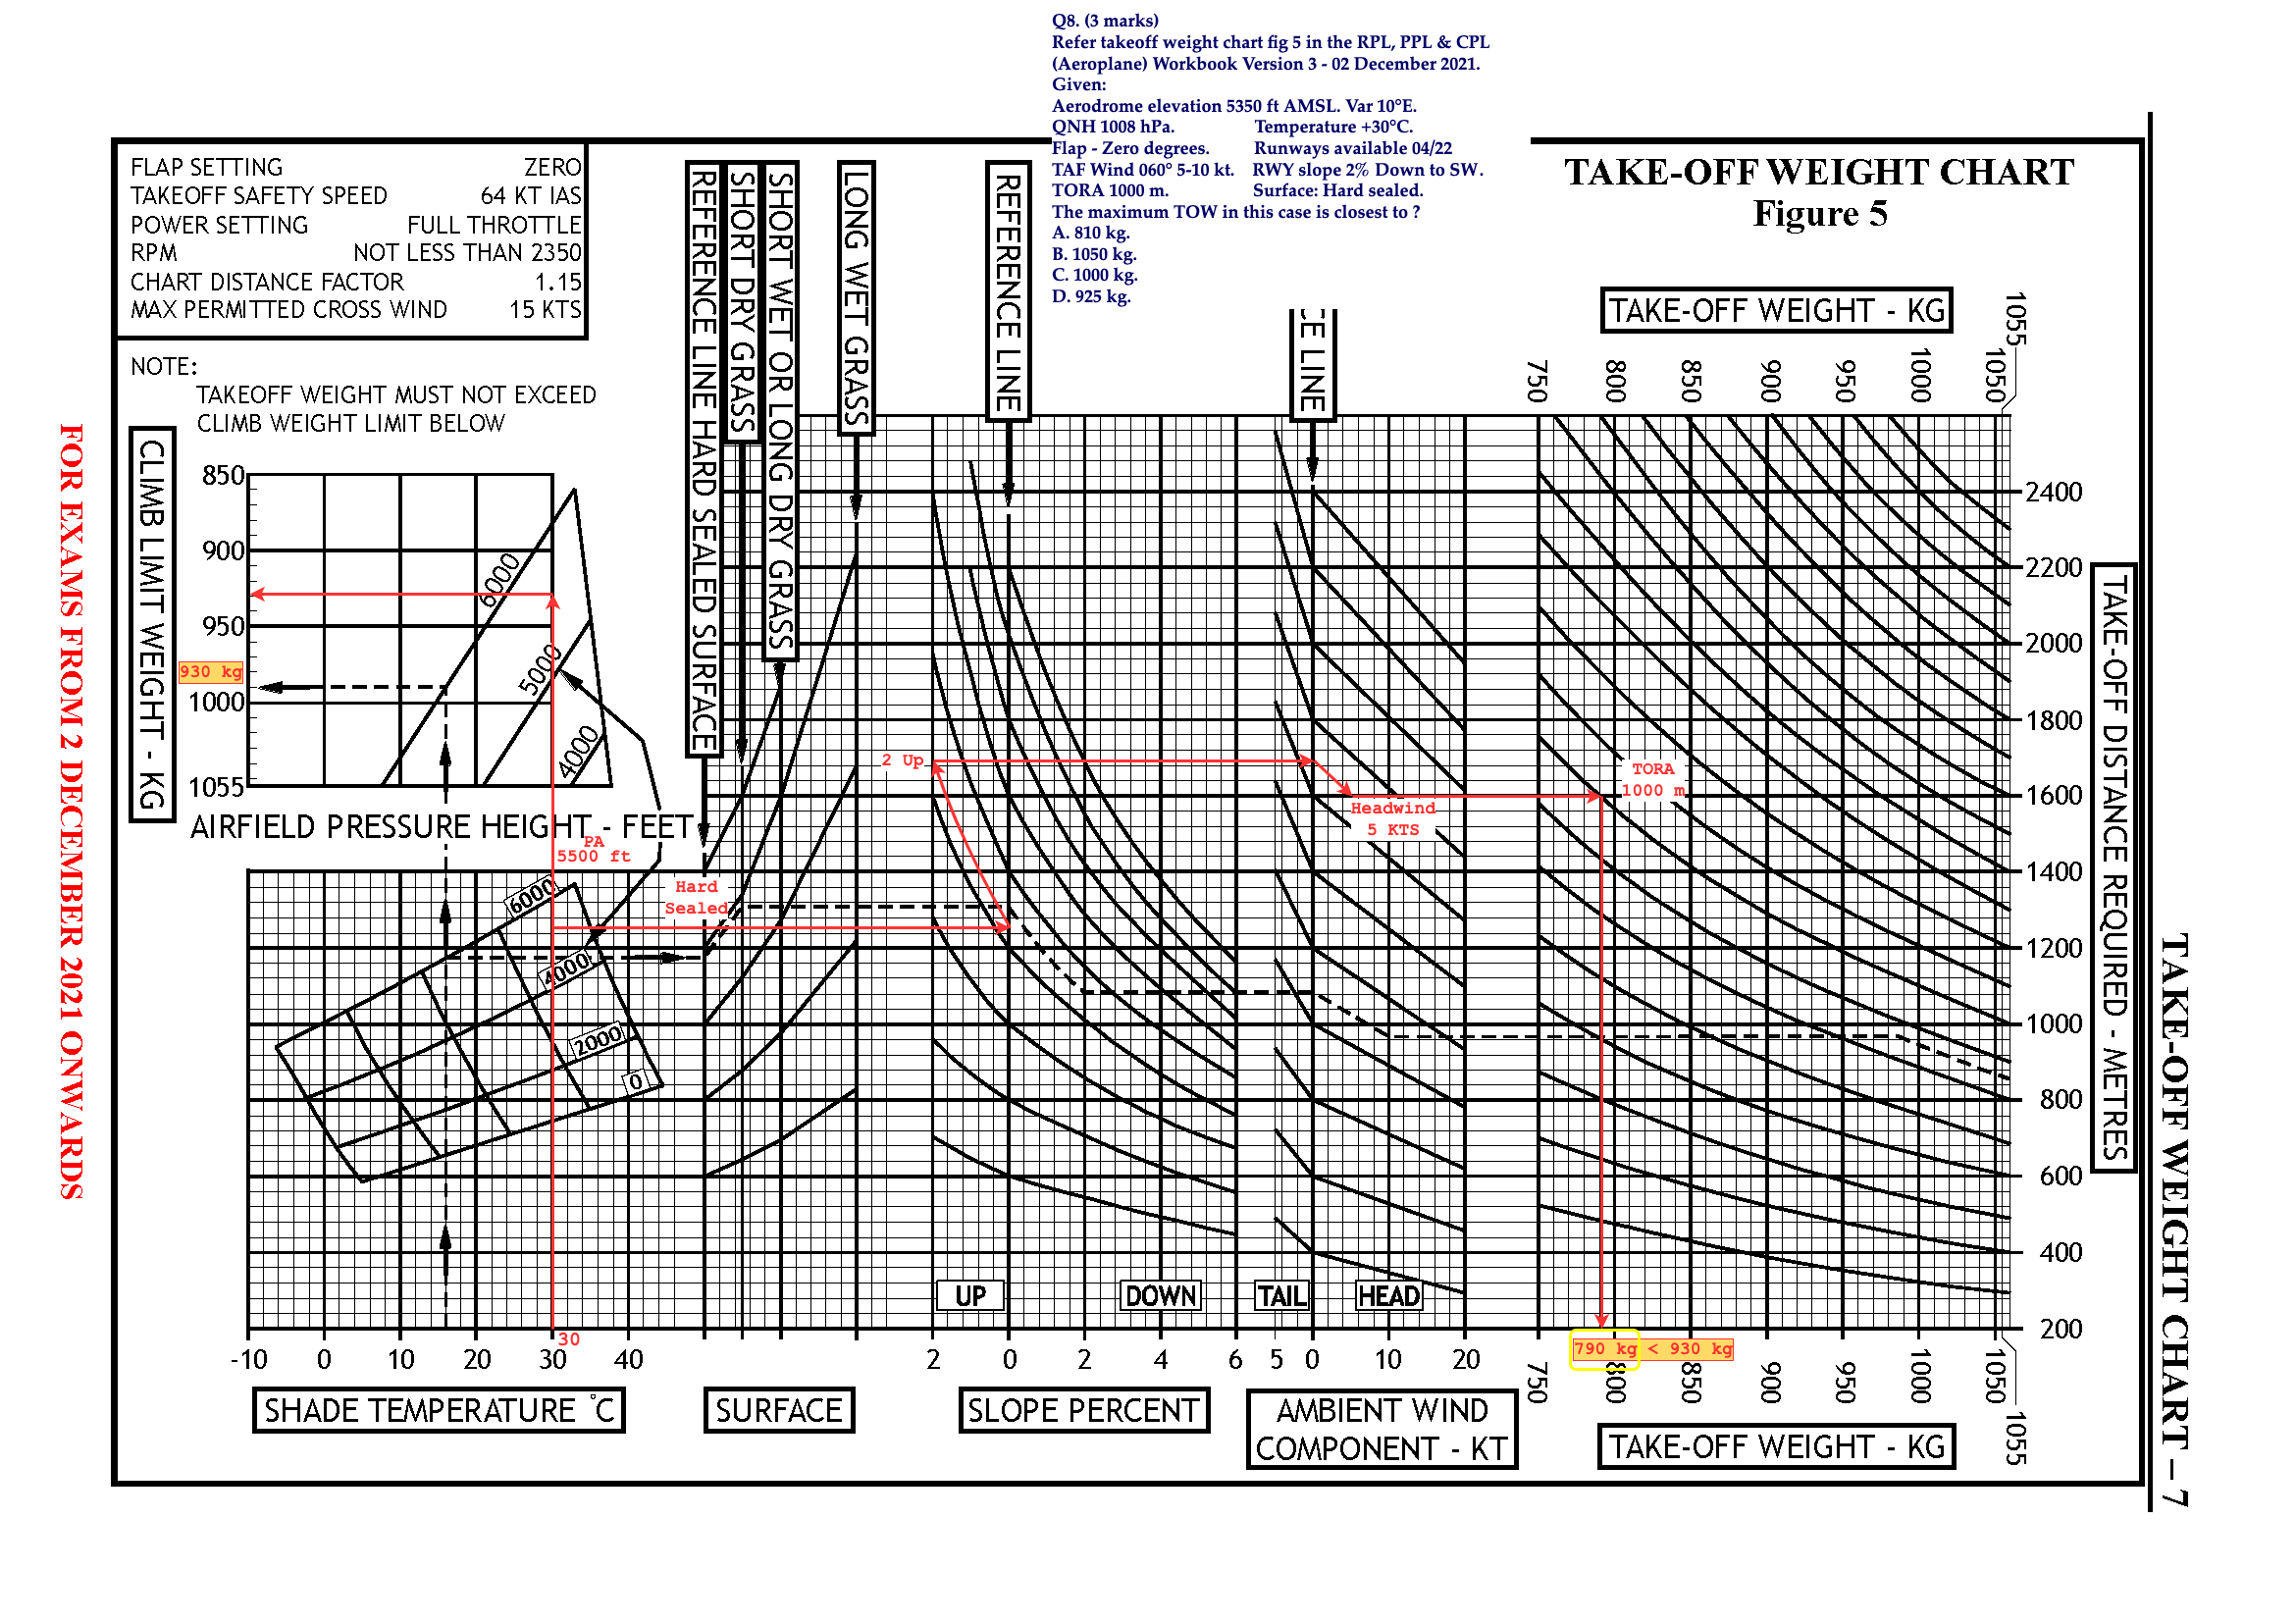 Q8. (3 marks)
Refer takeoff weight chart fig 5 in the RPL, PPL & CPL
(Aeroplane) Workbook Version 3 - 02 December 2021.
Given:
Aerodrome elevation 5350 ft AMSL. Var 10°E.
QNH 1008 hPa. Temperature +30°C.
Flap - Zero degrees. Runways available 04/22
TAF Wind 060° 5-10 kt. RWY slope 2% Down to SW.
TORA 1000 m. Surface: Hard sealed.
The maximum TOW in this case is closest to ?
A. 810 kg.
B. 1050 kg.
C. 1000 kg.
D. 925 kg.
TAKE-OFF WEIGHT CHART
Figure 5
FLAP SETTING ZERO
TAKEOFF SAFETY SPEED 64 KT IAS
POWER SETTING FULL THROTTLE
RPM NOT LESS THAN 2350
CHART DISTANCE FACTOR 1.15
MAX PERMITTED CROSS WIND 15 KTS
NOTE:
TAKEOFF WEIGHT MUST NOT EXCEED
CLIMB WEIGHT LIMIT BELOW
CLIMB LIMIT WEIGHT - KG
850
900
950
930 kg
1000
1055
6000
5000
4000
AIRFIELD PRESSURE HEIGHT - FEET
PA
5500 ft
6000
4000
2000
0
REFERENCE LINE HARD SEALED SURFACE
SHORT DRY GRASS
SHORT WET OR LONG DRY GRASS
LONG WET GRASS
REFERENCE LINE
CE LINE
TAKE-OFF WEIGHT - KG
750 800 850 900 950 1000 1050 1055
Hard
Sealed
2 Up
Headwind
5 KTS
TORA
1000 m
2400
2200
2000
1800
1600
1400
1200
1000
800
600
400
200
TAKE-OFF DISTANCE REQUIRED - METRES
UP DOWN TAIL HEAD
30
-10 0 10 20 30 40
2 0 2 4 6
5 0 10 20
790 kg < 930 kg
750 800 850 900 950 1000 1050 1055
SHADE TEMPERATURE °C
SURFACE
SLOPE PERCENT
AMBIENT WIND
COMPONENT - KT
TAKE-OFF WEIGHT - KG
FOR EXAMS FROM 2 DECEMBER 2021 ONWARDS
TAKE-OFF WEIGHT CHART – 7